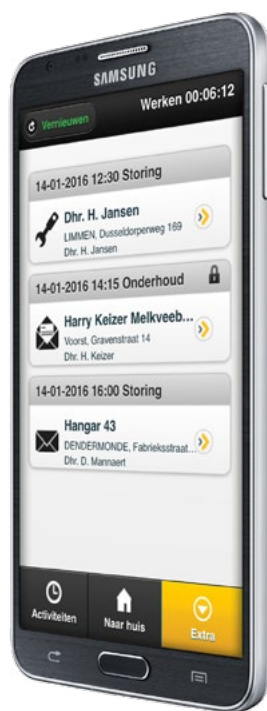 SAMSUNG
Vernieuwen
Werken 00:06:12
14-01-2016 12:30 Storing
Dhr. H. Jansen
LIMMEN, Dusseldorperweg 169
Dhr. H. Jansen
14-01-2016 14:15 Onderhoud
Harry Keizer Melkveeb...
Voorst, Gravenstraat 14
Dhr. H. Keizer
14-01-2016 16:00 Storing
Hangar 43
DENDERMONDE, Fabrieksstraat...
Dhr. D. Mannaert
Activiteiten
Naar huis
Extra